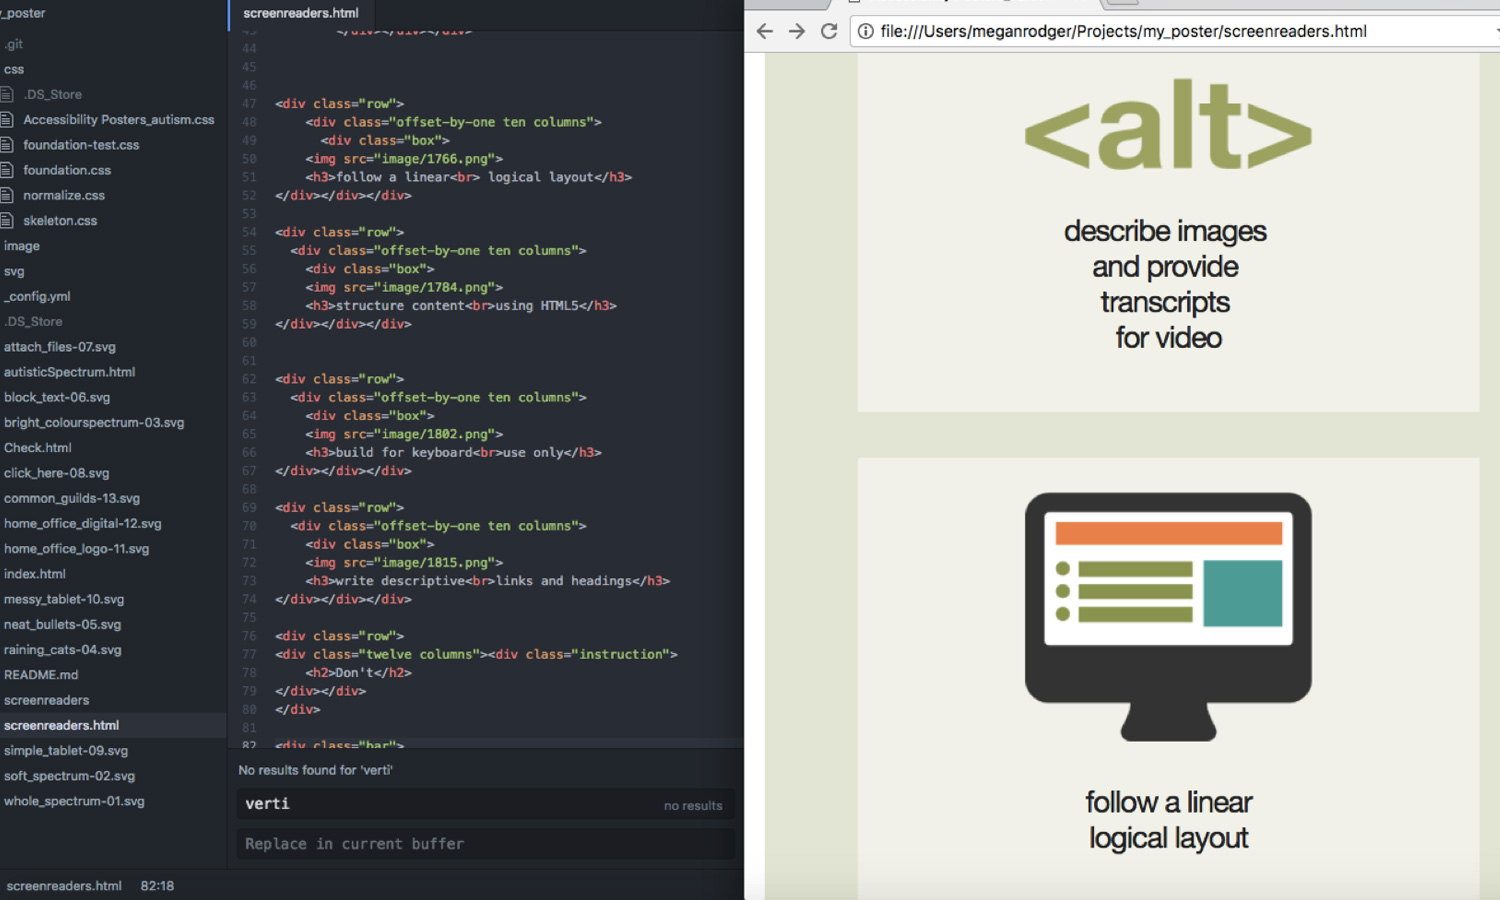 my_poster
.git
css
.DS_Store
Accessibility Posters_autism.css
foundation-test.css
foundation.css
normalize.css
skeleton.css
image
svg
_config.yml
.DS_Store
attach_files-07.svg
autisticSpectrum.html
block_text-06.svg
bright_colourspectrum-03.svg
Check.html
click_here-08.svg
common_guilds-13.svg
home_office_digital-12.svg
home_office_logo-11.svg
index.html
messy_tablet-10.svg
neat_bullets-05.svg
raining_cats-04.svg
README.md
screenreaders
screenreaders.html
simple_tablet-09.svg
soft_spectrum-02.svg
whole_spectrum-01.svg
screenreaders.html
43 </div></div></div>
44
45
46
47 <div class="row">
48 <div class="offset-by-one ten columns">
49 <div class="box">
50 <img src="image/1766.png">
51 <h3>follow a linear<br> logical layout</h3>
52 </div></div></div>
53
54 <div class="row">
55 <div class="offset-by-one ten columns">
56 <div class="box">
57 <img src="image/1784.png">
58 <h3>structure content<br>using HTML5</h3>
59 </div></div></div>
60
61
62 <div class="row">
63 <div class="offset-by-one ten columns">
64 <div class="box">
65 <img src="image/1802.png">
66 <h3>build for keyboard<br>use only</h3>
67 </div></div></div>
68
69 <div class="row">
70 <div class="offset-by-one ten columns">
71 <div class="box">
72 <img src="image/1815.png">
73 <h3>write descriptive<br>links and headings</h3>
74 </div></div></div>
75
76 <div class="row">
77 <div class="twelve columns"><div class="instruction">
78 <h2>Don't</h2>
79 </div></div>
80 </div>
81
82 <div class="bar">
No results found for 'verti'
verti no results
Replace in current buffer
screenreaders.html 82:18
file:///Users/meganrodger/Projects/my_poster/screenreaders.html
<alt>
describe images
and provide
transcripts
for video
follow a linear
logical layout